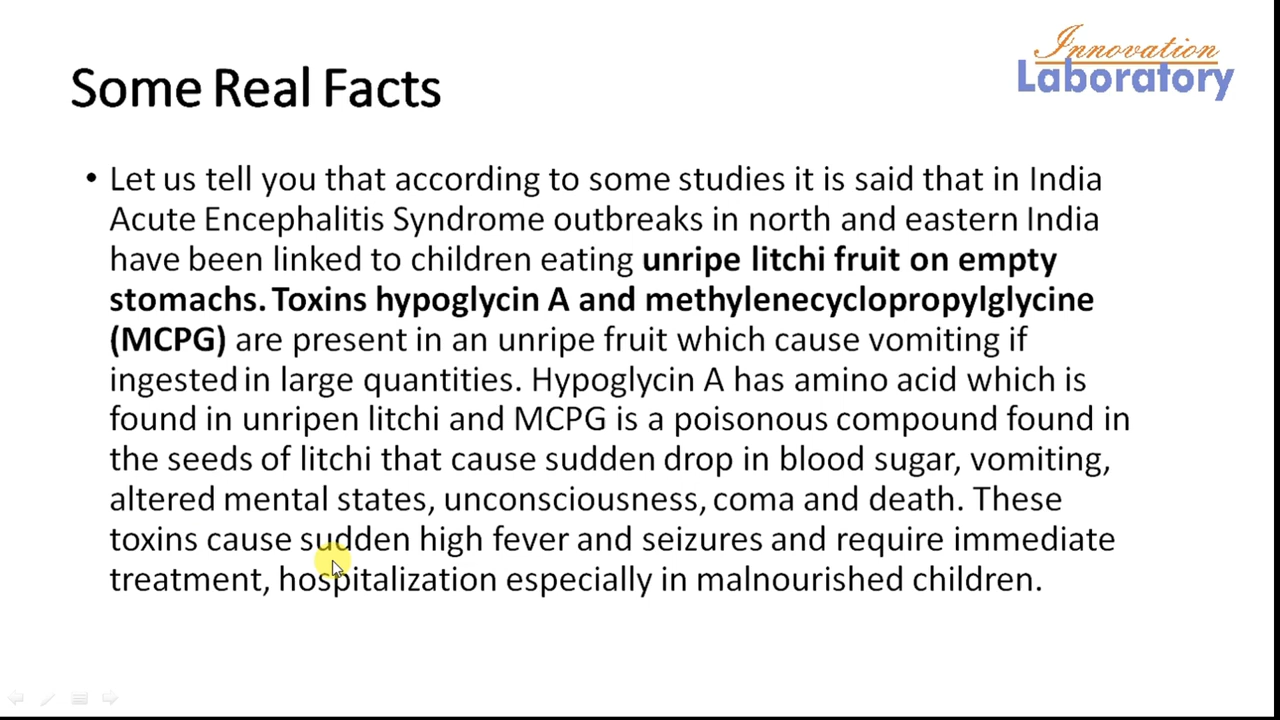 Innovation
Laboratory
Some Real Facts
• Let us tell you that according to some studies it is said that in India
Acute Encephalitis Syndrome outbreaks in north and eastern India
have been linked to children eating unripe litchi fruit on empty
stomachs. Toxins hypoglycin A and methylenecyclopropylglycine
(MCPG) are present in an unripe fruit which cause vomiting if
ingested in large quantities. Hypoglycin A has amino acid which is
found in unripen litchi and MCPG is a poisonous compound found in
the seeds of litchi that cause sudden drop in blood sugar, vomiting,
altered mental states, unconsciousness, coma and death. These
toxins cause sudden high fever and seizures and require immediate
treatment, hospitalization especially in malnourished children.